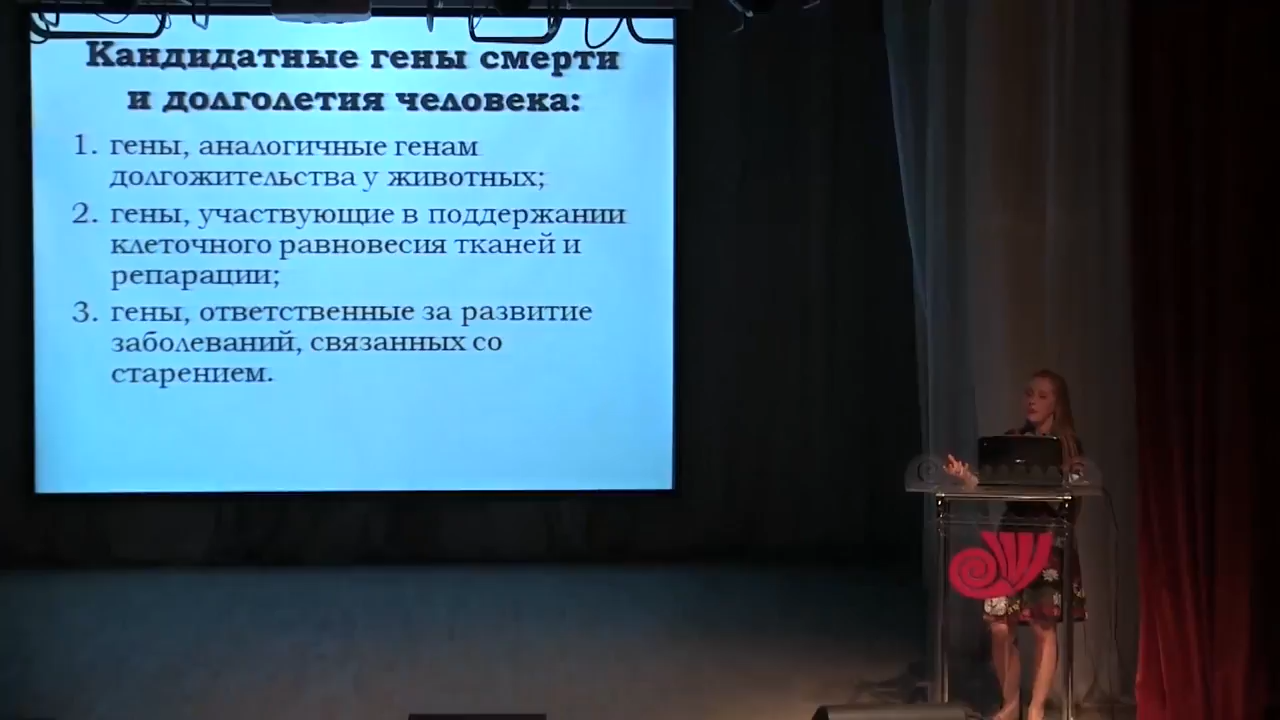 Кандидатные гены смерти
и долголетия человека:
1. гены, аналогичные генам
долгожительства у животных;
2. гены, участвующие в поддержании
клеточного равновесия тканей и
репарации;
3. гены, ответственные за развитие
заболеваний, связанных со
старением.